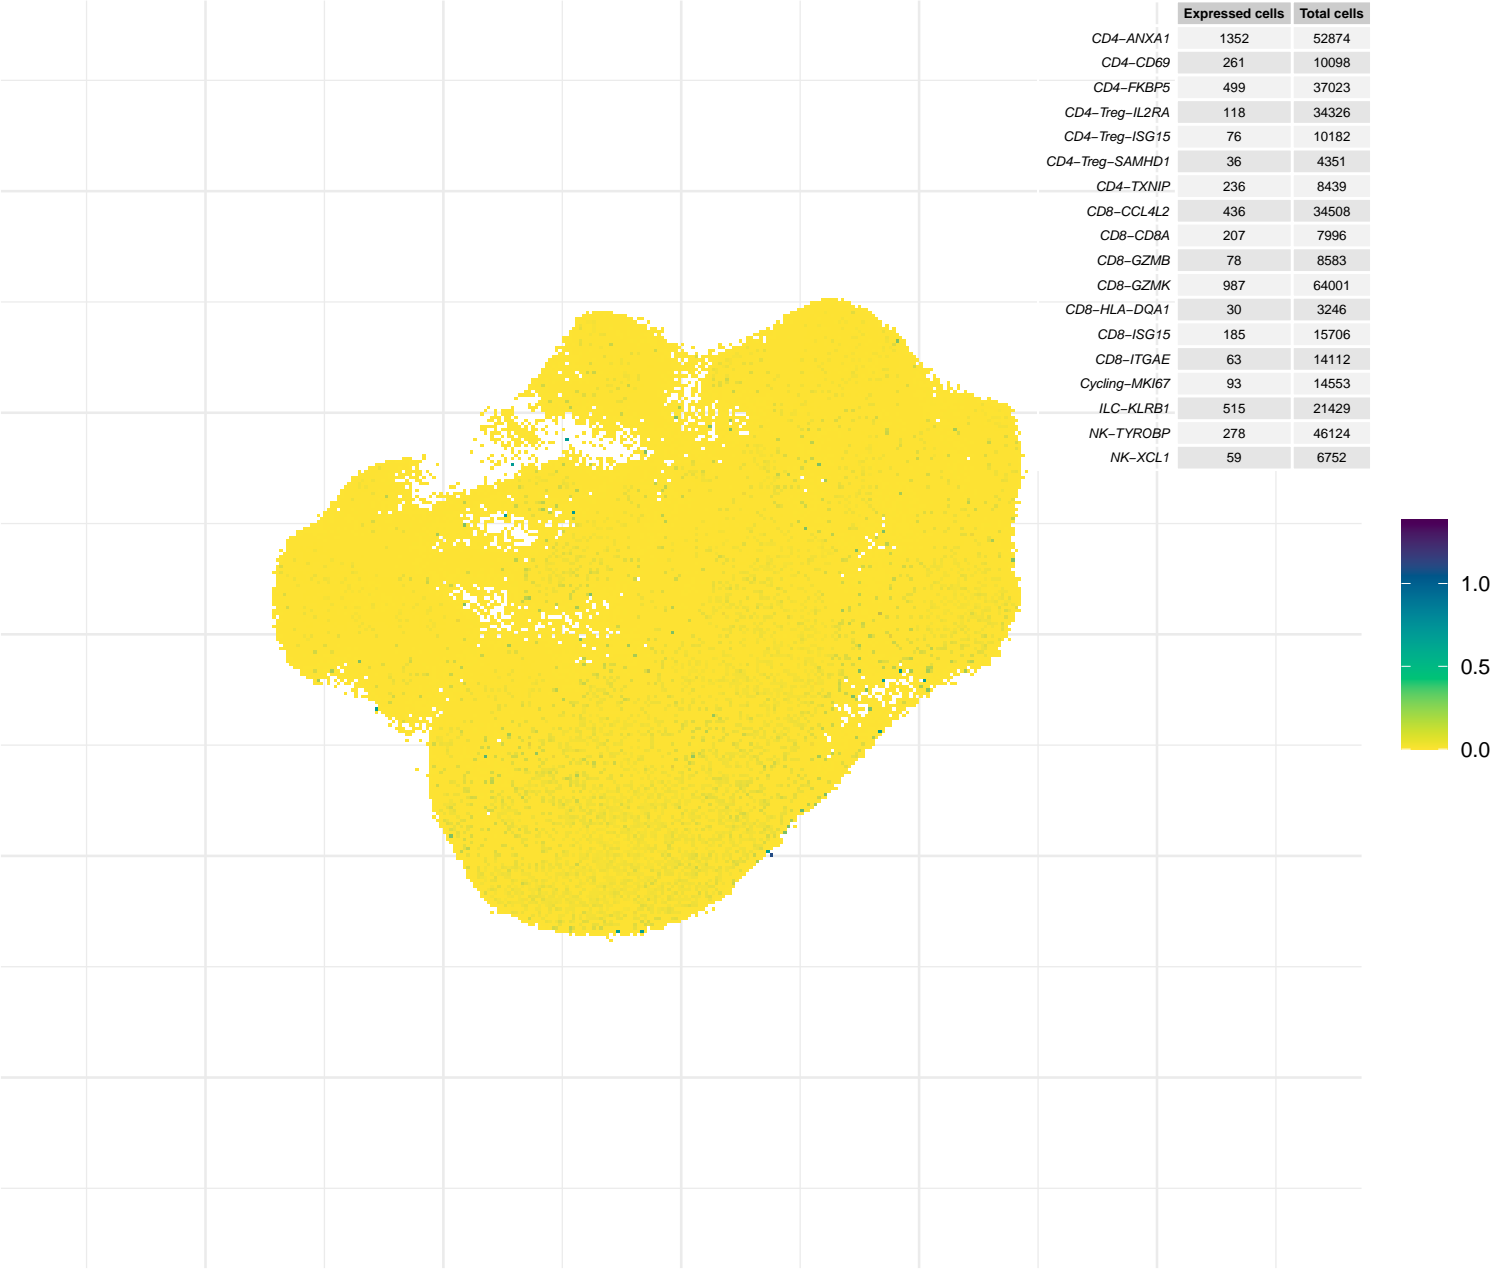 Expressed cells Total cells
CD4−ANXA1 1352 52874
CD4−CD69 261 10098
CD4−FKBP5 499 37023
CD4−Treg−IL2RA 118 34326
CD4−Treg−ISG15 76 10182
CD4−Treg−SAMHD1 36 4351
CD4−TXNIP 236 8439
CD8−CCL4L2 436 34508
CD8−CD8A 207 7996
CD8−GZMB 78 8583
CD8−GZMK 987 64001
CD8−HLA−DQA1 30 3246
CD8−ISG15 185 15706
CD8−ITGAE 63 14112
Cycling−MKI67 93 14553
ILC−KLRB1 515 21429
NK−TYROBP 278 46124
NK−XCL1 59 6752
1.0
0.5
0.0